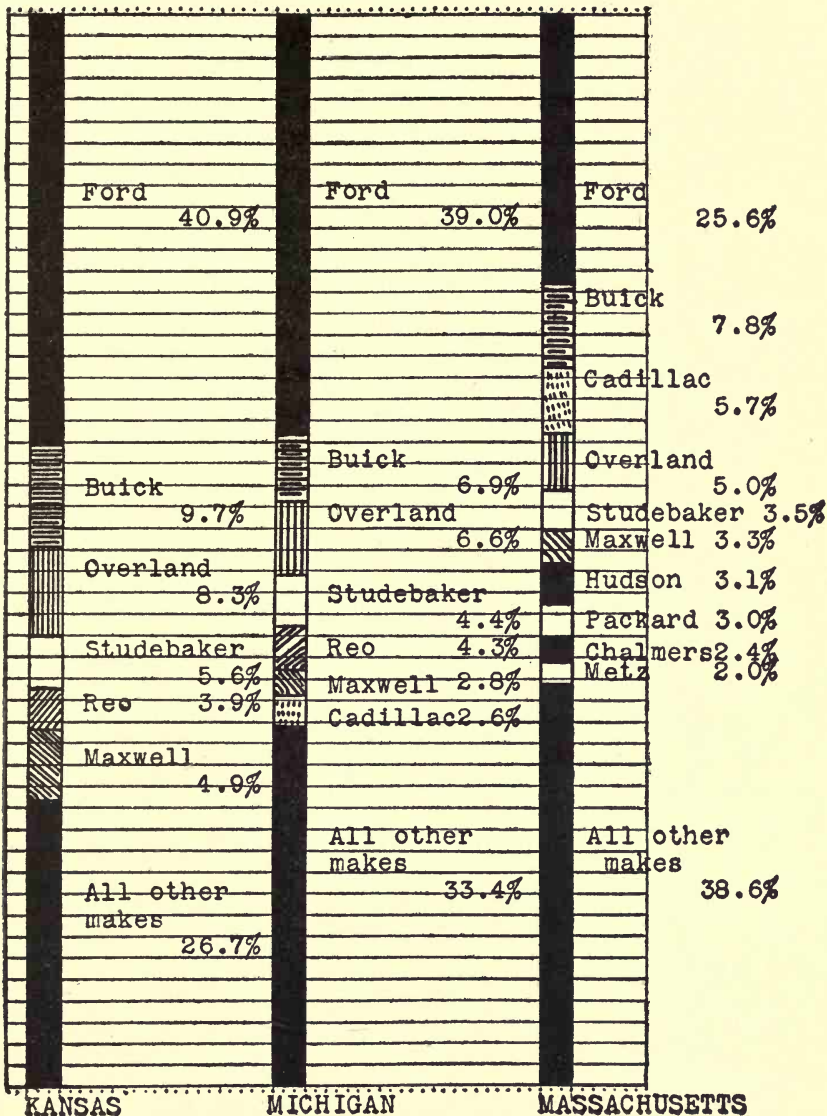 Ford
40.9%
Buick
9.7%
Overland
8.3%
Studebaker
5.6%
Reo 3.9%
Maxwell
4.9%
All other
makes
26.7%
KANSAS
Ford
39.0%
Buick
6.9%
Overland
6.6%
Studebaker
4.4%
Reo 4.3%
Maxwell 2.8%
Cadillac 2.6%
All other
makes
33.4%
MICHIGAN
Ford
25.6%
Buick
7.8%
Cadillac
5.7%
Overland
5.0%
Studebaker 3.5%
Maxwell 3.3%
Hudson 3.1%
Packard 3.0%
Chalmers 2.4%
Metz 2.0%
All other
makes
38.6%
MASSACHUSETTS